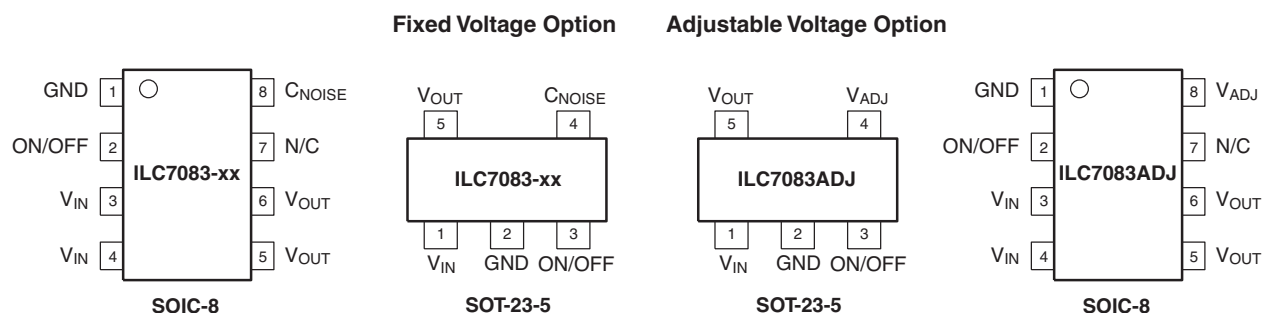 Fixed Voltage Option
Adjustable Voltage Option
GND 1
ON/OFF 2
VIN 3
VIN 4
8 CNOISE
7 N/C
6 VOUT
5 VOUT
ILC7083-xx
SOIC-8
VOUT CNOISE
5 4
ILC7083-xx
1 2 3
VIN GND ON/OFF
SOT-23-5
VOUT VADJ
5 4
ILC7083ADJ
1 2 3
VIN GND ON/OFF
SOT-23-5
GND 1
ON/OFF 2
VIN 3
VIN 4
8 VADJ
7 N/C
6 VOUT
5 VOUT
ILC7083ADJ
SOIC-8